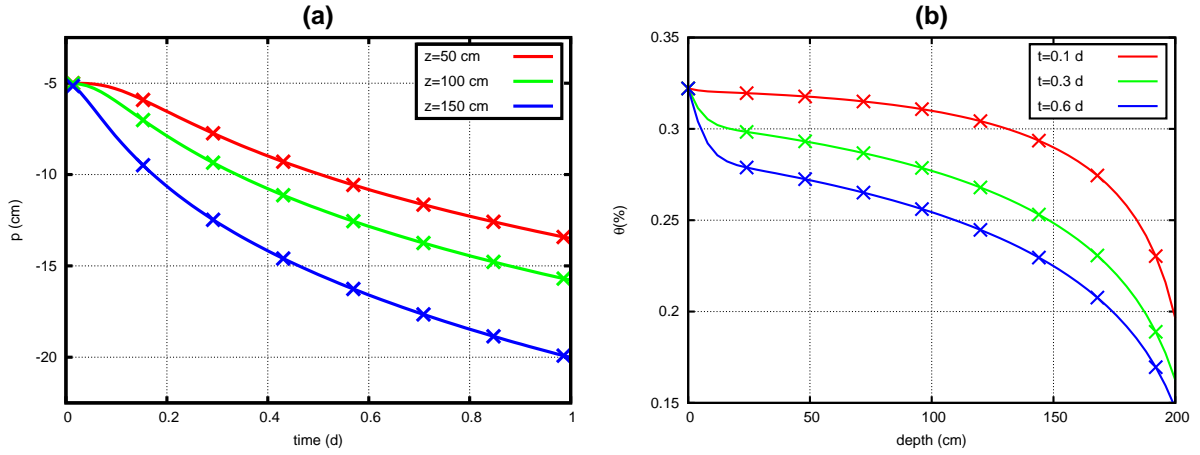 (a)
z=50 cm
z=100 cm
z=150 cm
-5
-10
-15
-20
p (cm)
0 0.2 0.4 0.6 0.8 1
time (d)
(b)
t=0.1 d
t=0.3 d
t=0.6 d
0.35
0.3
0.25
0.2
0.15
θ(%)
0 50 100 150 200
depth (cm)